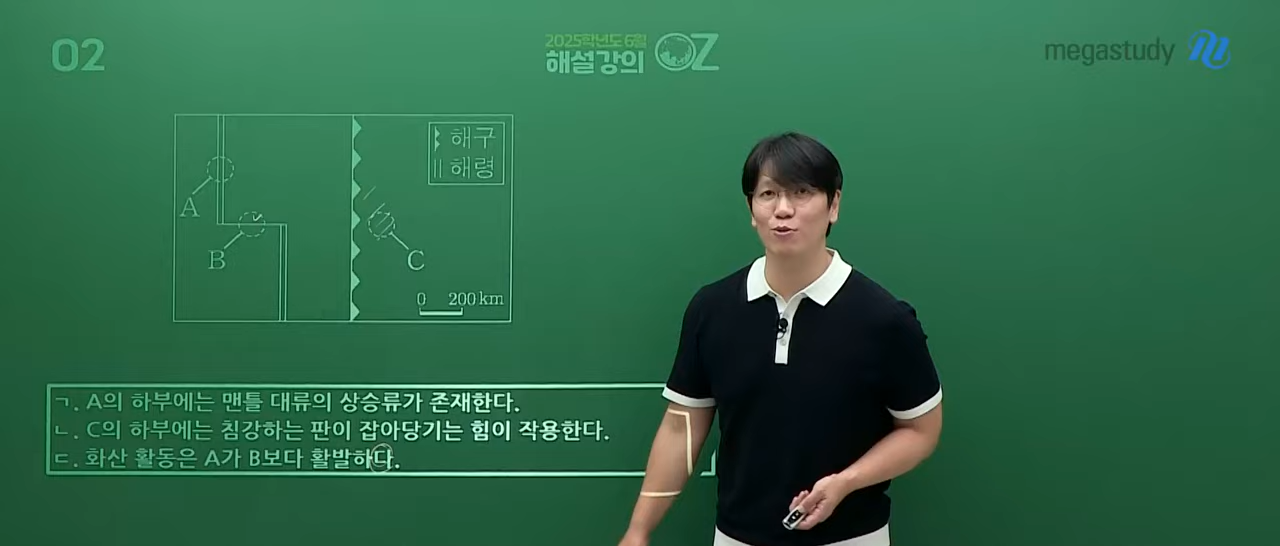 02
2025학년도 6월
해설강의 OZ
megastudy
해구
해령
A
B
C
0 200 km
ㄱ. A의 하부에는 맨틀 대류의 상승류가 존재한다.
ㄴ. C의 하부에는 침강하는 판이 잡아당기는 힘이 작용한다.
ㄷ. 화산 활동은 A가 B보다 활발하다.